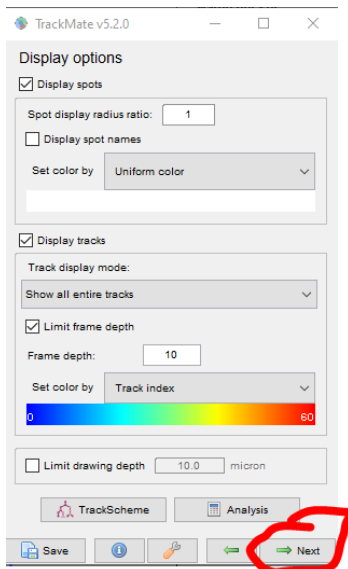 TrackMate v5.2.0
Display options
Display spots
Spot display radius ratio: 1
Display spot names
Set color by Uniform color
Display tracks
Track display mode:
Show all entire tracks
Limit frame depth
Frame depth: 10
Set color by Track index
0 60
Limit drawing depth 10.0 micron
TrackScheme Analysis
Save Next